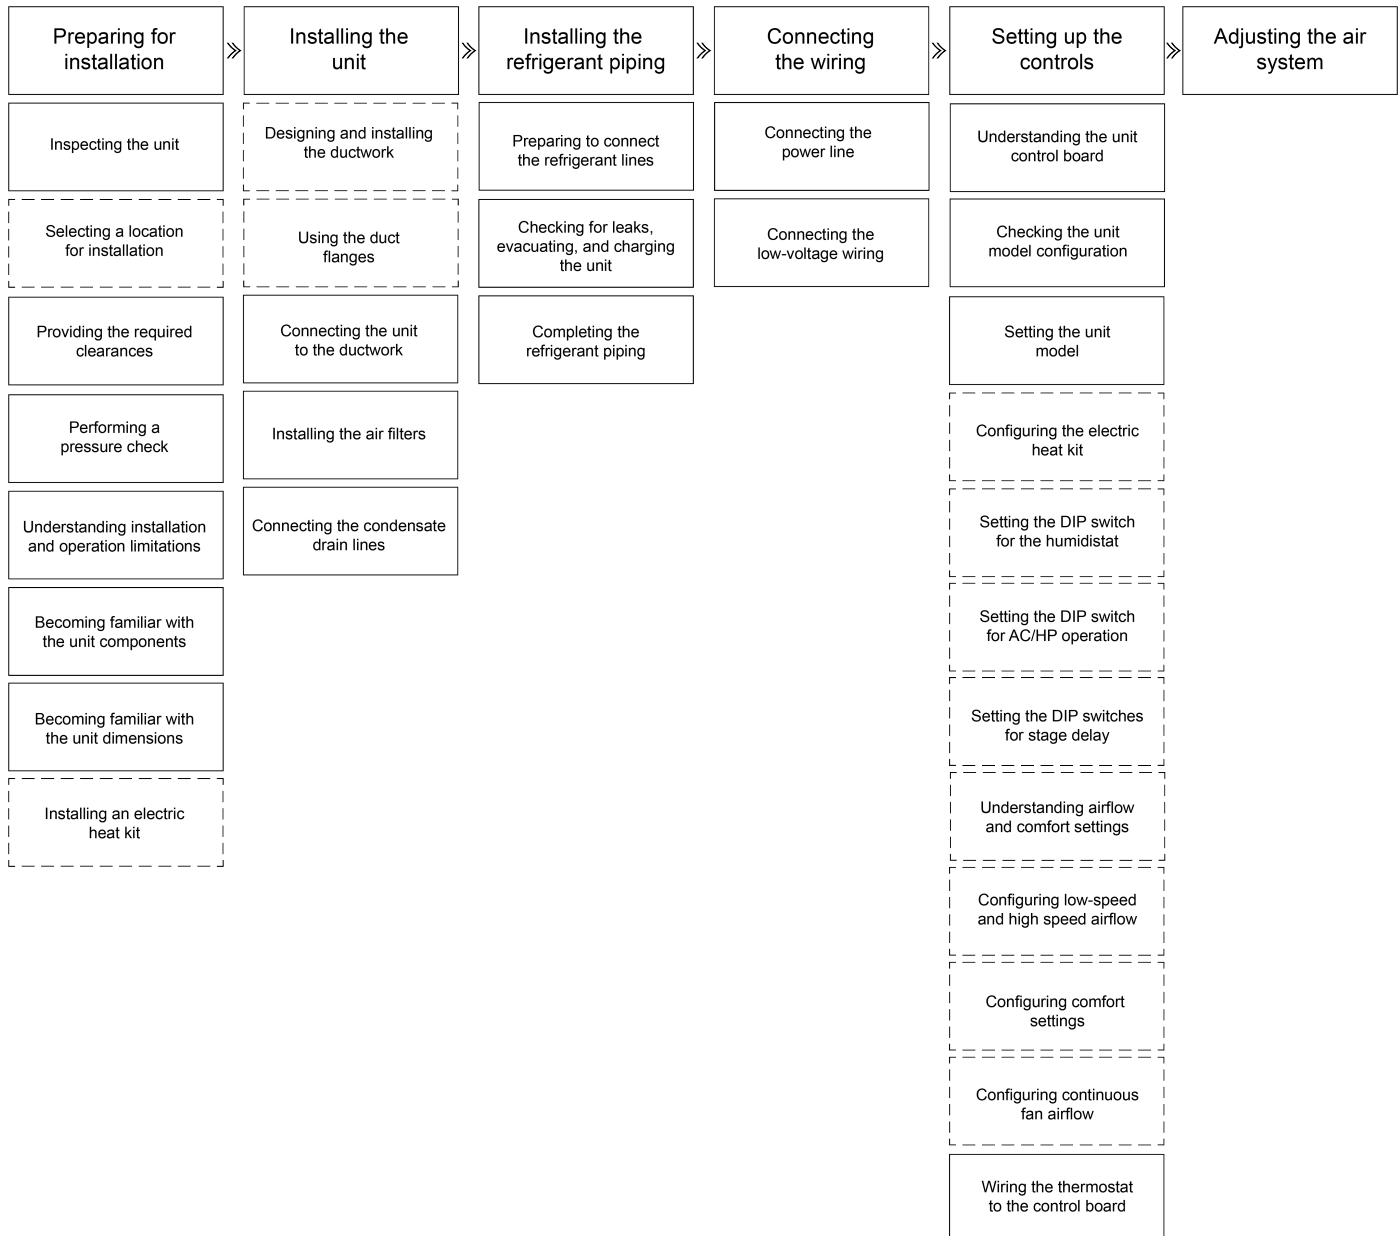 Preparing for
installation
Inspecting the unit
Selecting a location
for installation
Providing the required
clearances
Performing a
pressure check
Understanding installation
and operation limitations
Becoming familiar with
the unit components
Becoming familiar with
the unit dimensions
Installing an electric
heat kit
Installing the
unit
Designing and installing
the ductwork
Using the duct
flanges
Connecting the unit
to the ductwork
Installing the air filters
Connecting the condensate
drain lines
Installing the
refrigerant piping
Preparing to connect
the refrigerant lines
Checking for leaks,
evacuating, and charging
the unit
Completing the
refrigerant piping
Connecting
the wiring
Connecting the
power line
Connecting the
low-voltage wiring
Setting up the
controls
Understanding the unit
control board
Checking the unit
model configuration
Setting the unit
model
Configuring the electric
heat kit
Setting the DIP switch
for the humidistat
Setting the DIP switch
for AC/HP operation
Setting the DIP switches
for stage delay
Understanding airflow
and comfort settings
Configuring low-speed
and high speed airflow
Configuring comfort
settings
Configuring continuous
fan airflow
Wiring the thermostat
to the control board
Adjusting the air
system